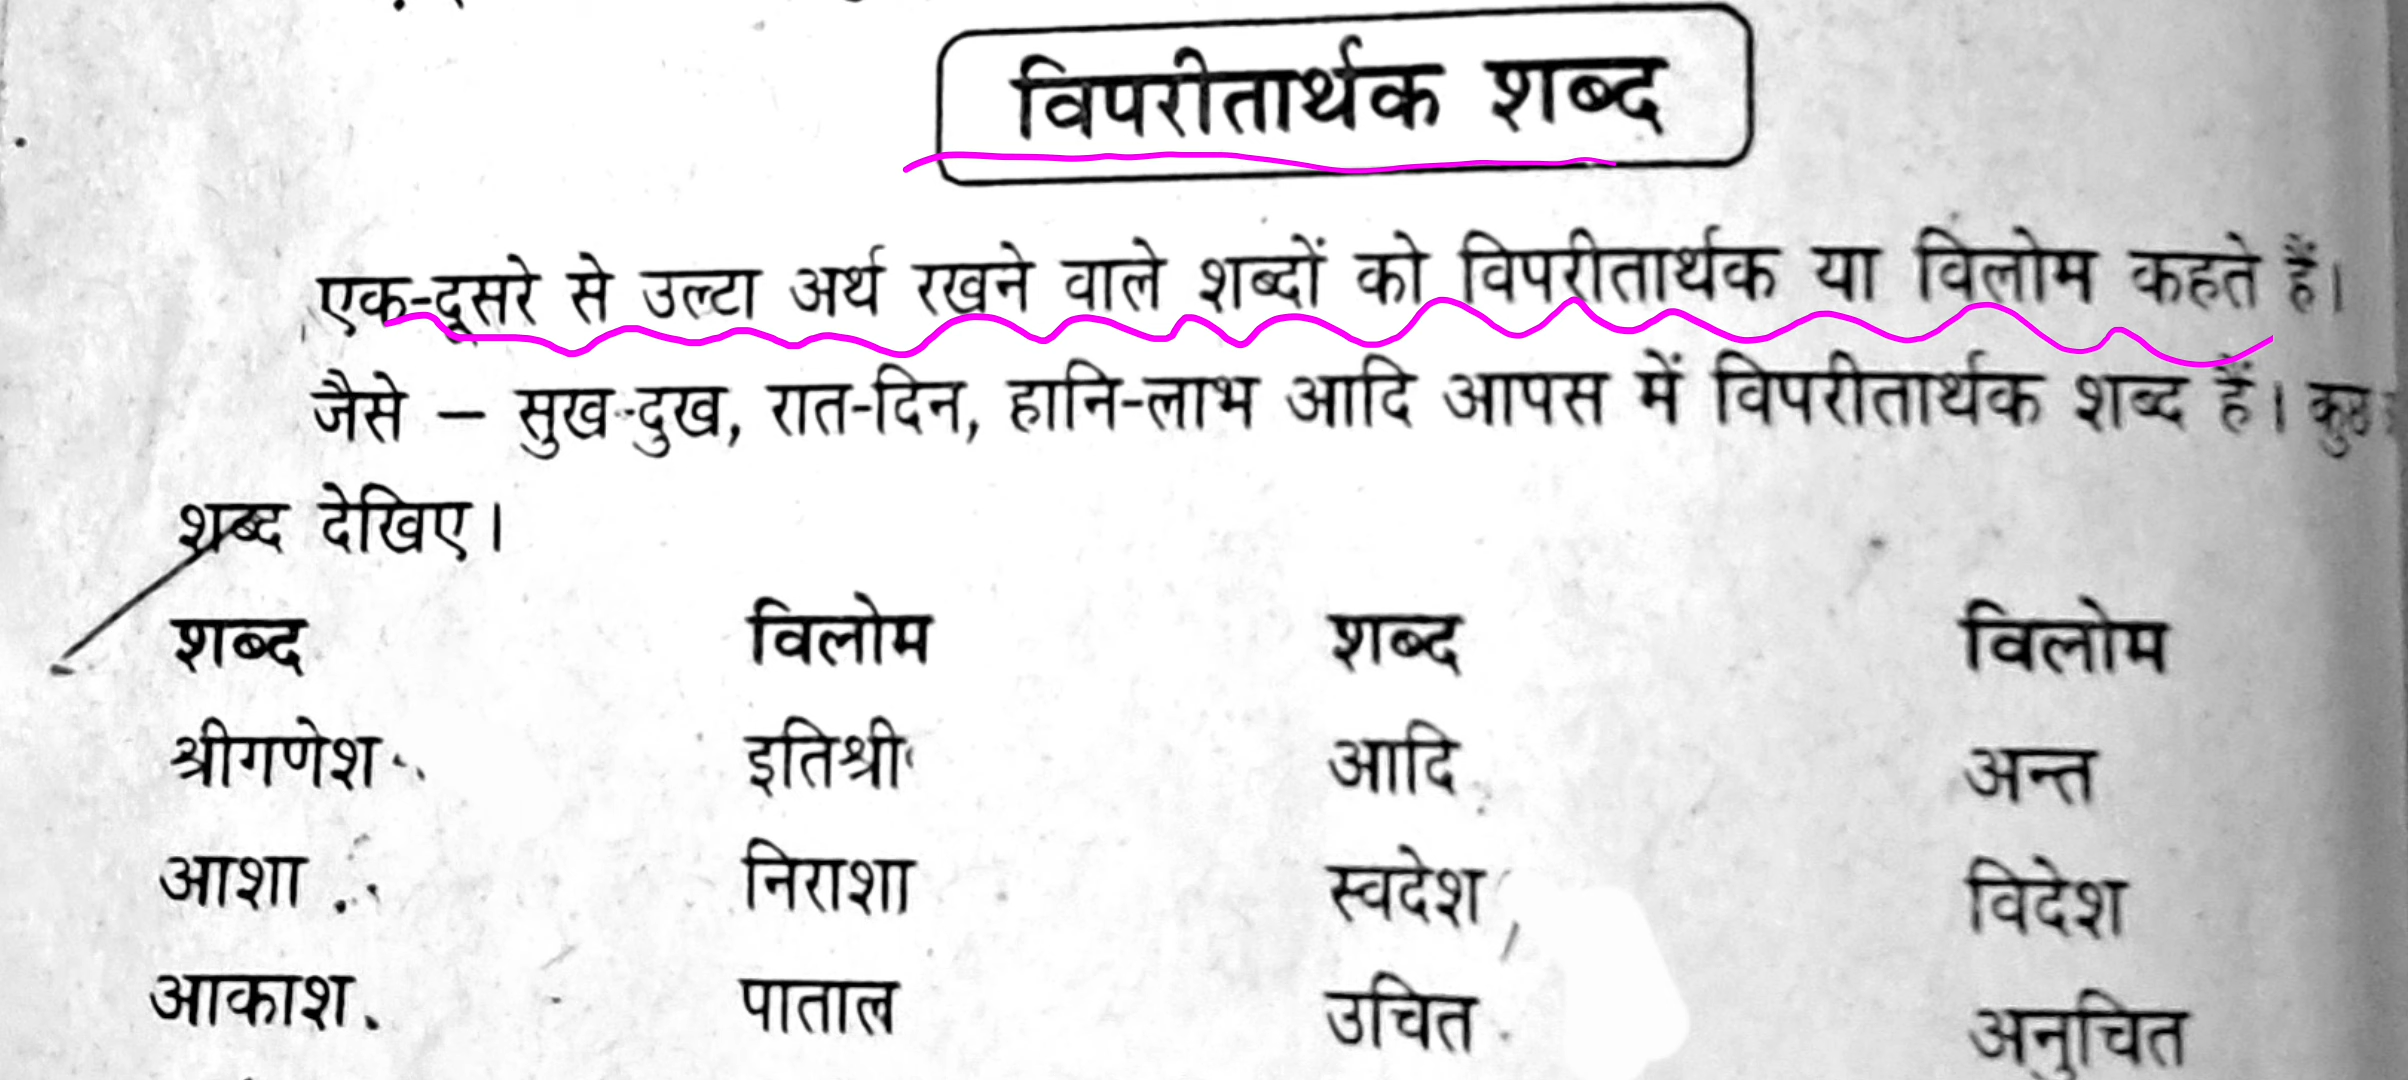 विपरीतार्थक शब्द
एक-दूसरे से उल्टा अर्थ रखने वाले शब्दों को विपरीतार्थक या विलोम कहते हैं।
जैसे – सुख-दुख, रात-दिन, हानि-लाभ आदि आपस में विपरीतार्थक शब्द हैं। कुछ
शब्द देखिए।
शब्द विलोम शब्द विलोम
श्रीगणेश इतिश्री आदि अन्त
आशा निराशा स्वदेश विदेश
आकाश पाताल उचित अनुचित